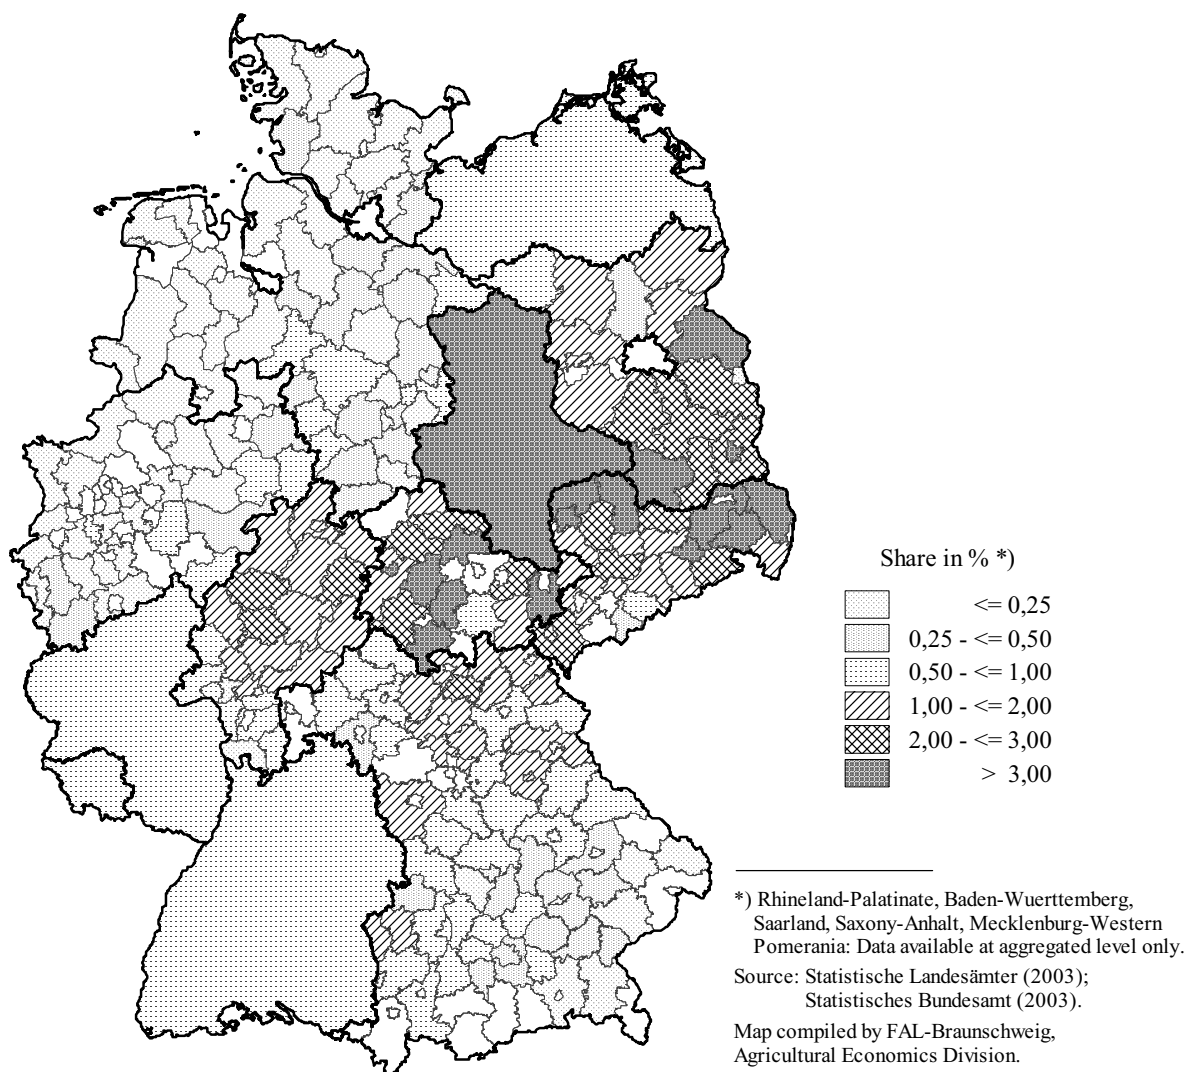 Share in % *)
<= 0,25
0,25 - <= 0,50
0,50 - <= 1,00
1,00 - <= 2,00
2,00 - <= 3,00
> 3,00
*) Rhineland-Palatinate, Baden-Wuerttemberg,
Saarland, Saxony-Anhalt, Mecklenburg-Western
Pomerania: Data available at aggregated level only.
Source: Statistische Landesämter (2003);
Statistisches Bundesamt (2003).
Map compiled by FAL-Braunschweig,
Agricultural Economics Division.